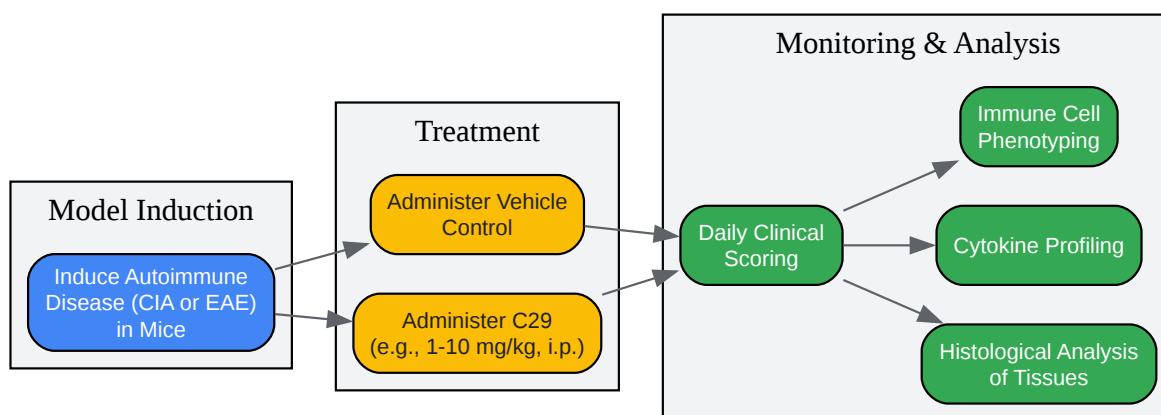 Model Induction
Induce Autoimmune
Disease (CIA or EAE)
in Mice
Treatment
Administer Vehicle
Control
Administer C29
(e.g., 1-10 mg/kg, i.p.)
Monitoring & Analysis
Daily Clinical
Scoring
Immune Cell
Phenotyping
Cytokine Profiling
Histological Analysis
of Tissues